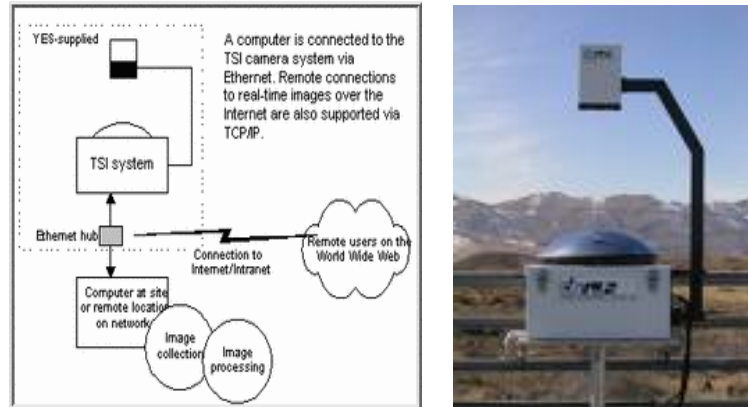 YES-supplied
A computer is connected to the
TSI camera system via
Ethernet. Remote connections
to real-time images over the
Internet are also supported via
TCP/IP.
TSI system
Ethernet hub
Connection to
Internet/Intranet
Remote users on the
World Wide Web
Computer at site
or remote location
on network
Image
collection
Image
processing